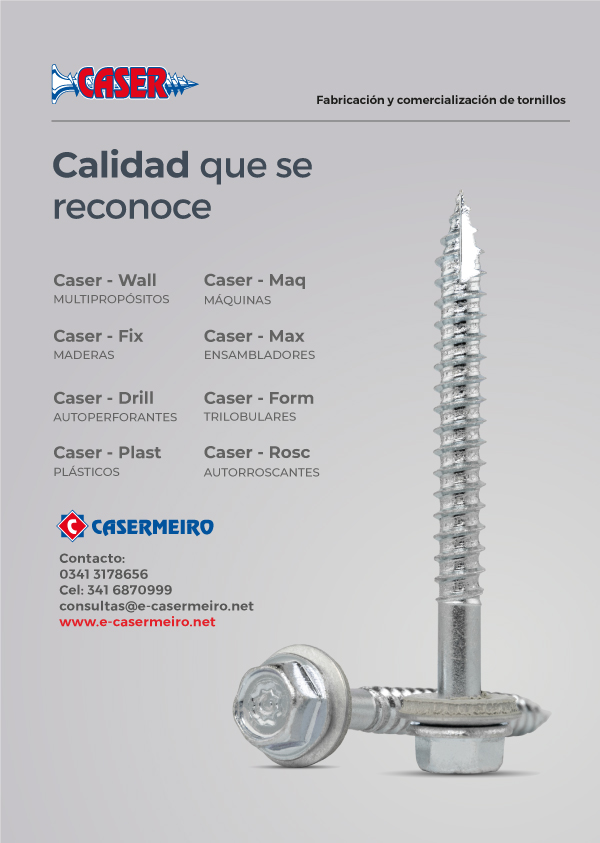 CASER
Fabricación y comercialización de tornillos
Calidad que se
reconoce
Caser - Wall
MULTIPROPÓSITOS
Caser - Maq
MÁQUINAS
Caser - Fix
MADERAS
Caser - Max
ENSAMBLADORES
Caser - Drill
AUTOPERFORANTES
Caser - Form
TRILOBULARES
Caser - Plast
PLÁSTICOS
Caser - Rosc
AUTORROSCANTES
C CASERMEIRO
Contacto:
0341 3178656
Cel: 341 6870999
consultas@e-casermeiro.net
www.e-casermeiro.net